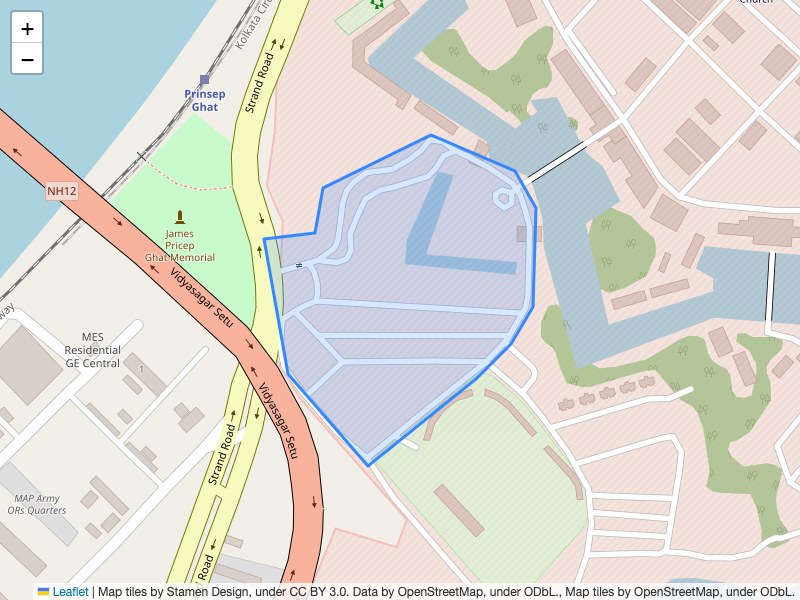 +
−
Church
Kolkata Circ
Strand Road
Prinsep
Ghat
NH12
James
Pricep
Ghat Memorial
Vidyasagar Setu
way
MES
Residential
GE Central
1
Vidyasagar Setu
Strand Road
MAP Army
ORs Quarters
Road
Leaflet | Map tiles by Stamen Design, under CC BY 3.0. Data by OpenStreetMap, under ODbL., Map tiles by OpenStreetMap, under ODbL.